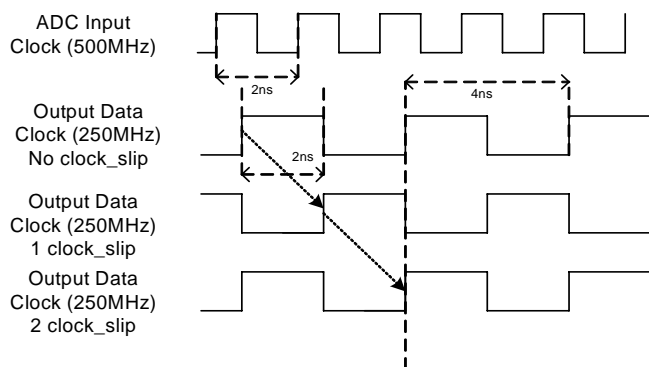 ADC Input
Clock (500MHz)
2ns
4ns
Output Data
Clock (250MHz)
No clock_slip
2ns
Output Data
Clock (250MHz)
1 clock_slip
Output Data
Clock (250MHz)
2 clock_slip